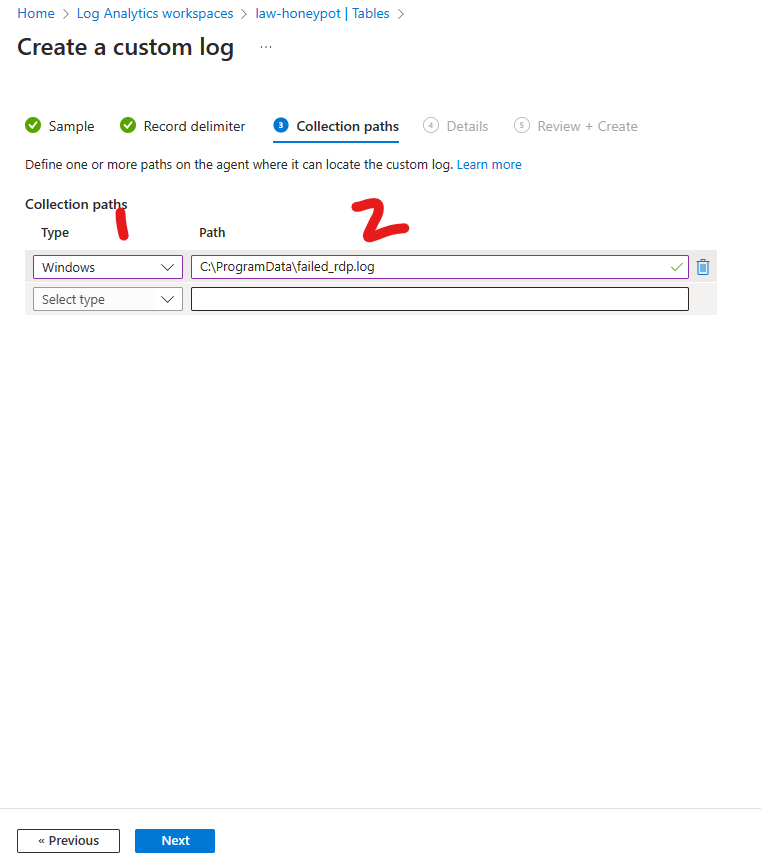 Home > Log Analytics workspaces > law-honeypot | Tables >
Create a custom log ...
Sample Record delimiter 3 Collection paths 4 Details 5 Review + Create
Define one or more paths on the agent where it can locate the custom log. Learn more
Collection paths
1 2
Type Path
Windows C:\ProgramData\failed_rdp.log
Select type
« Previous Next